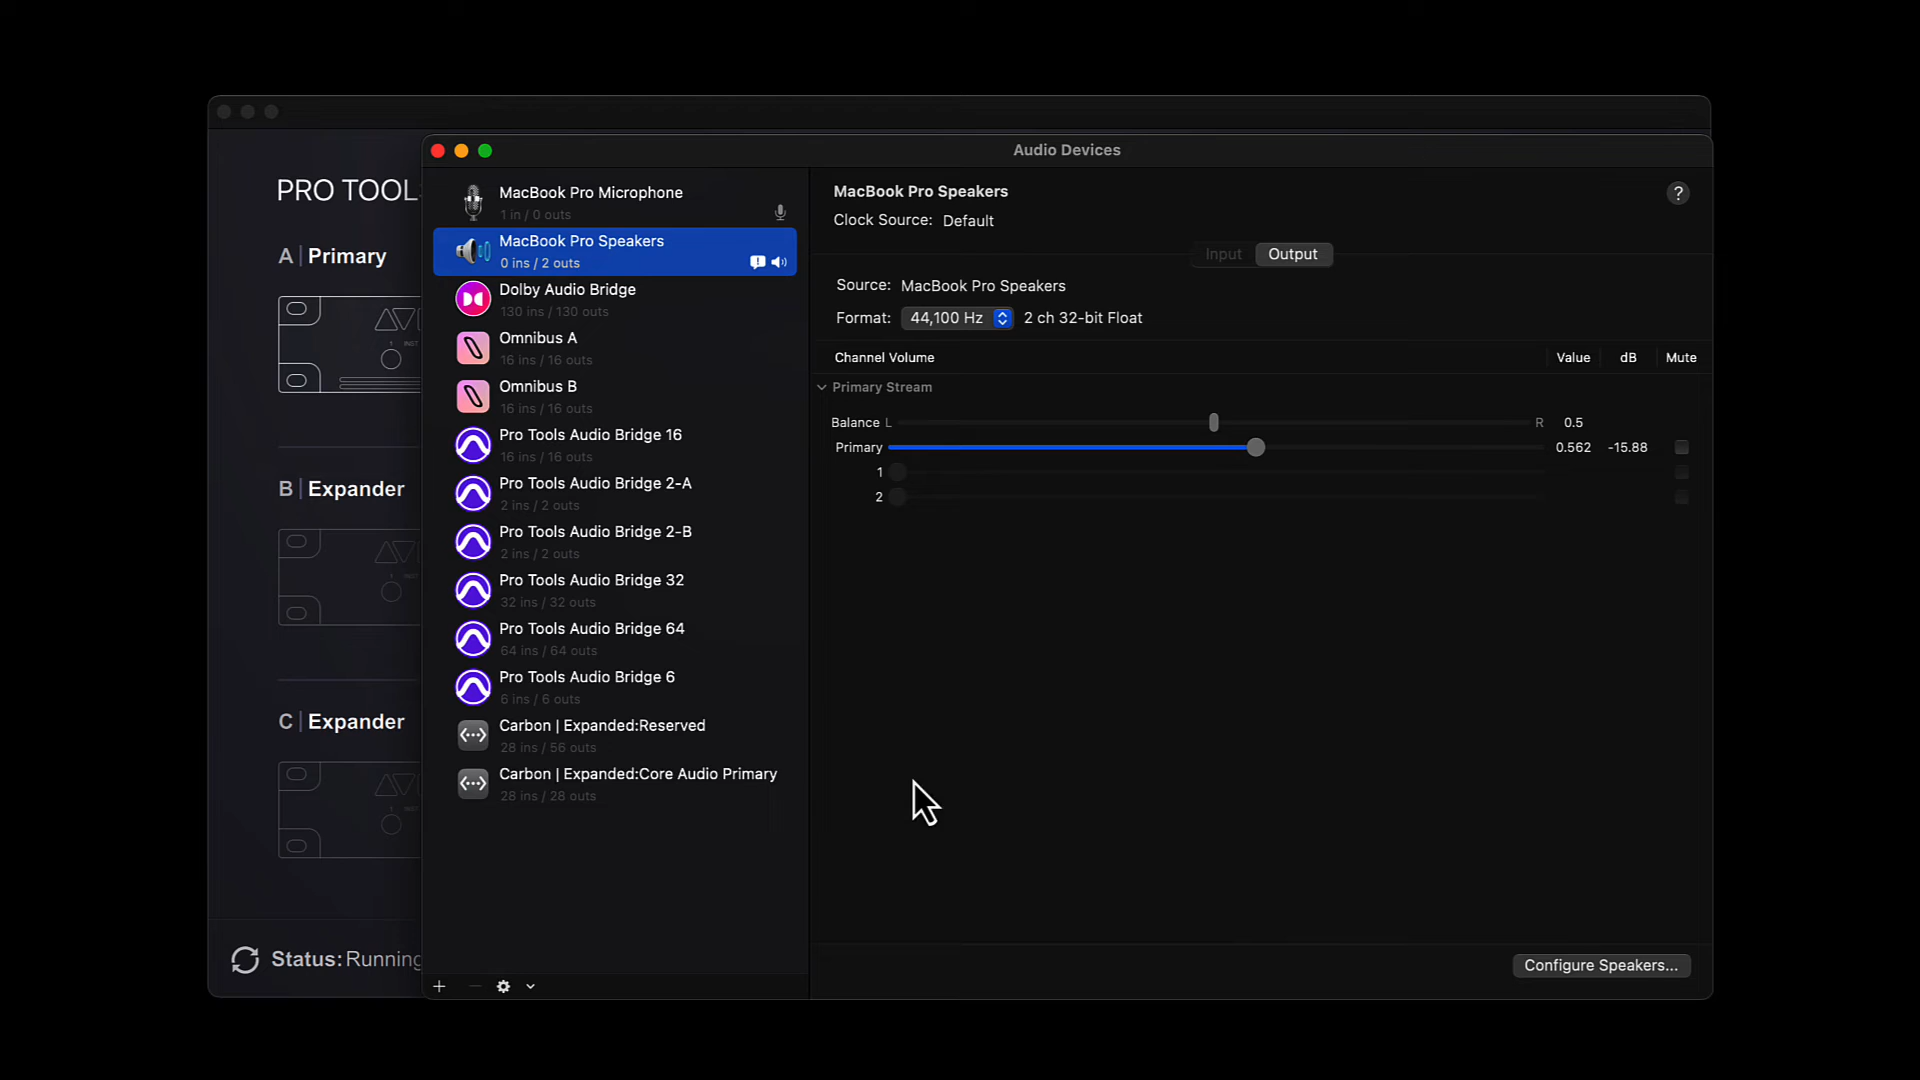 Audio Devices
PRO TOOLS
A | Primary
B | Expander
C | Expander
Status: Running
MacBook Pro Microphone
1 in / 0 outs
MacBook Pro Speakers
0 ins / 2 outs
Dolby Audio Bridge
130 ins / 130 outs
Omnibus A
16 ins / 16 outs
Omnibus B
16 ins / 16 outs
Pro Tools Audio Bridge 16
16 ins / 16 outs
Pro Tools Audio Bridge 2-A
2 ins / 2 outs
Pro Tools Audio Bridge 2-B
2 ins / 2 outs
Pro Tools Audio Bridge 32
32 ins / 32 outs
Pro Tools Audio Bridge 64
64 ins / 64 outs
Pro Tools Audio Bridge 6
6 ins / 6 outs
Carbon | Expanded:Reserved
28 ins / 56 outs
Carbon | Expanded:Core Audio Primary
28 ins / 28 outs
MacBook Pro Speakers
?
Clock Source: Default
Input Output
Source: MacBook Pro Speakers
Format: 44,100 Hz 2 ch 32-bit Float
Channel Volume Value dB Mute
Primary Stream
Balance L R 0.5
Primary 0.562 -15.88
1
2
Configure Speakers...